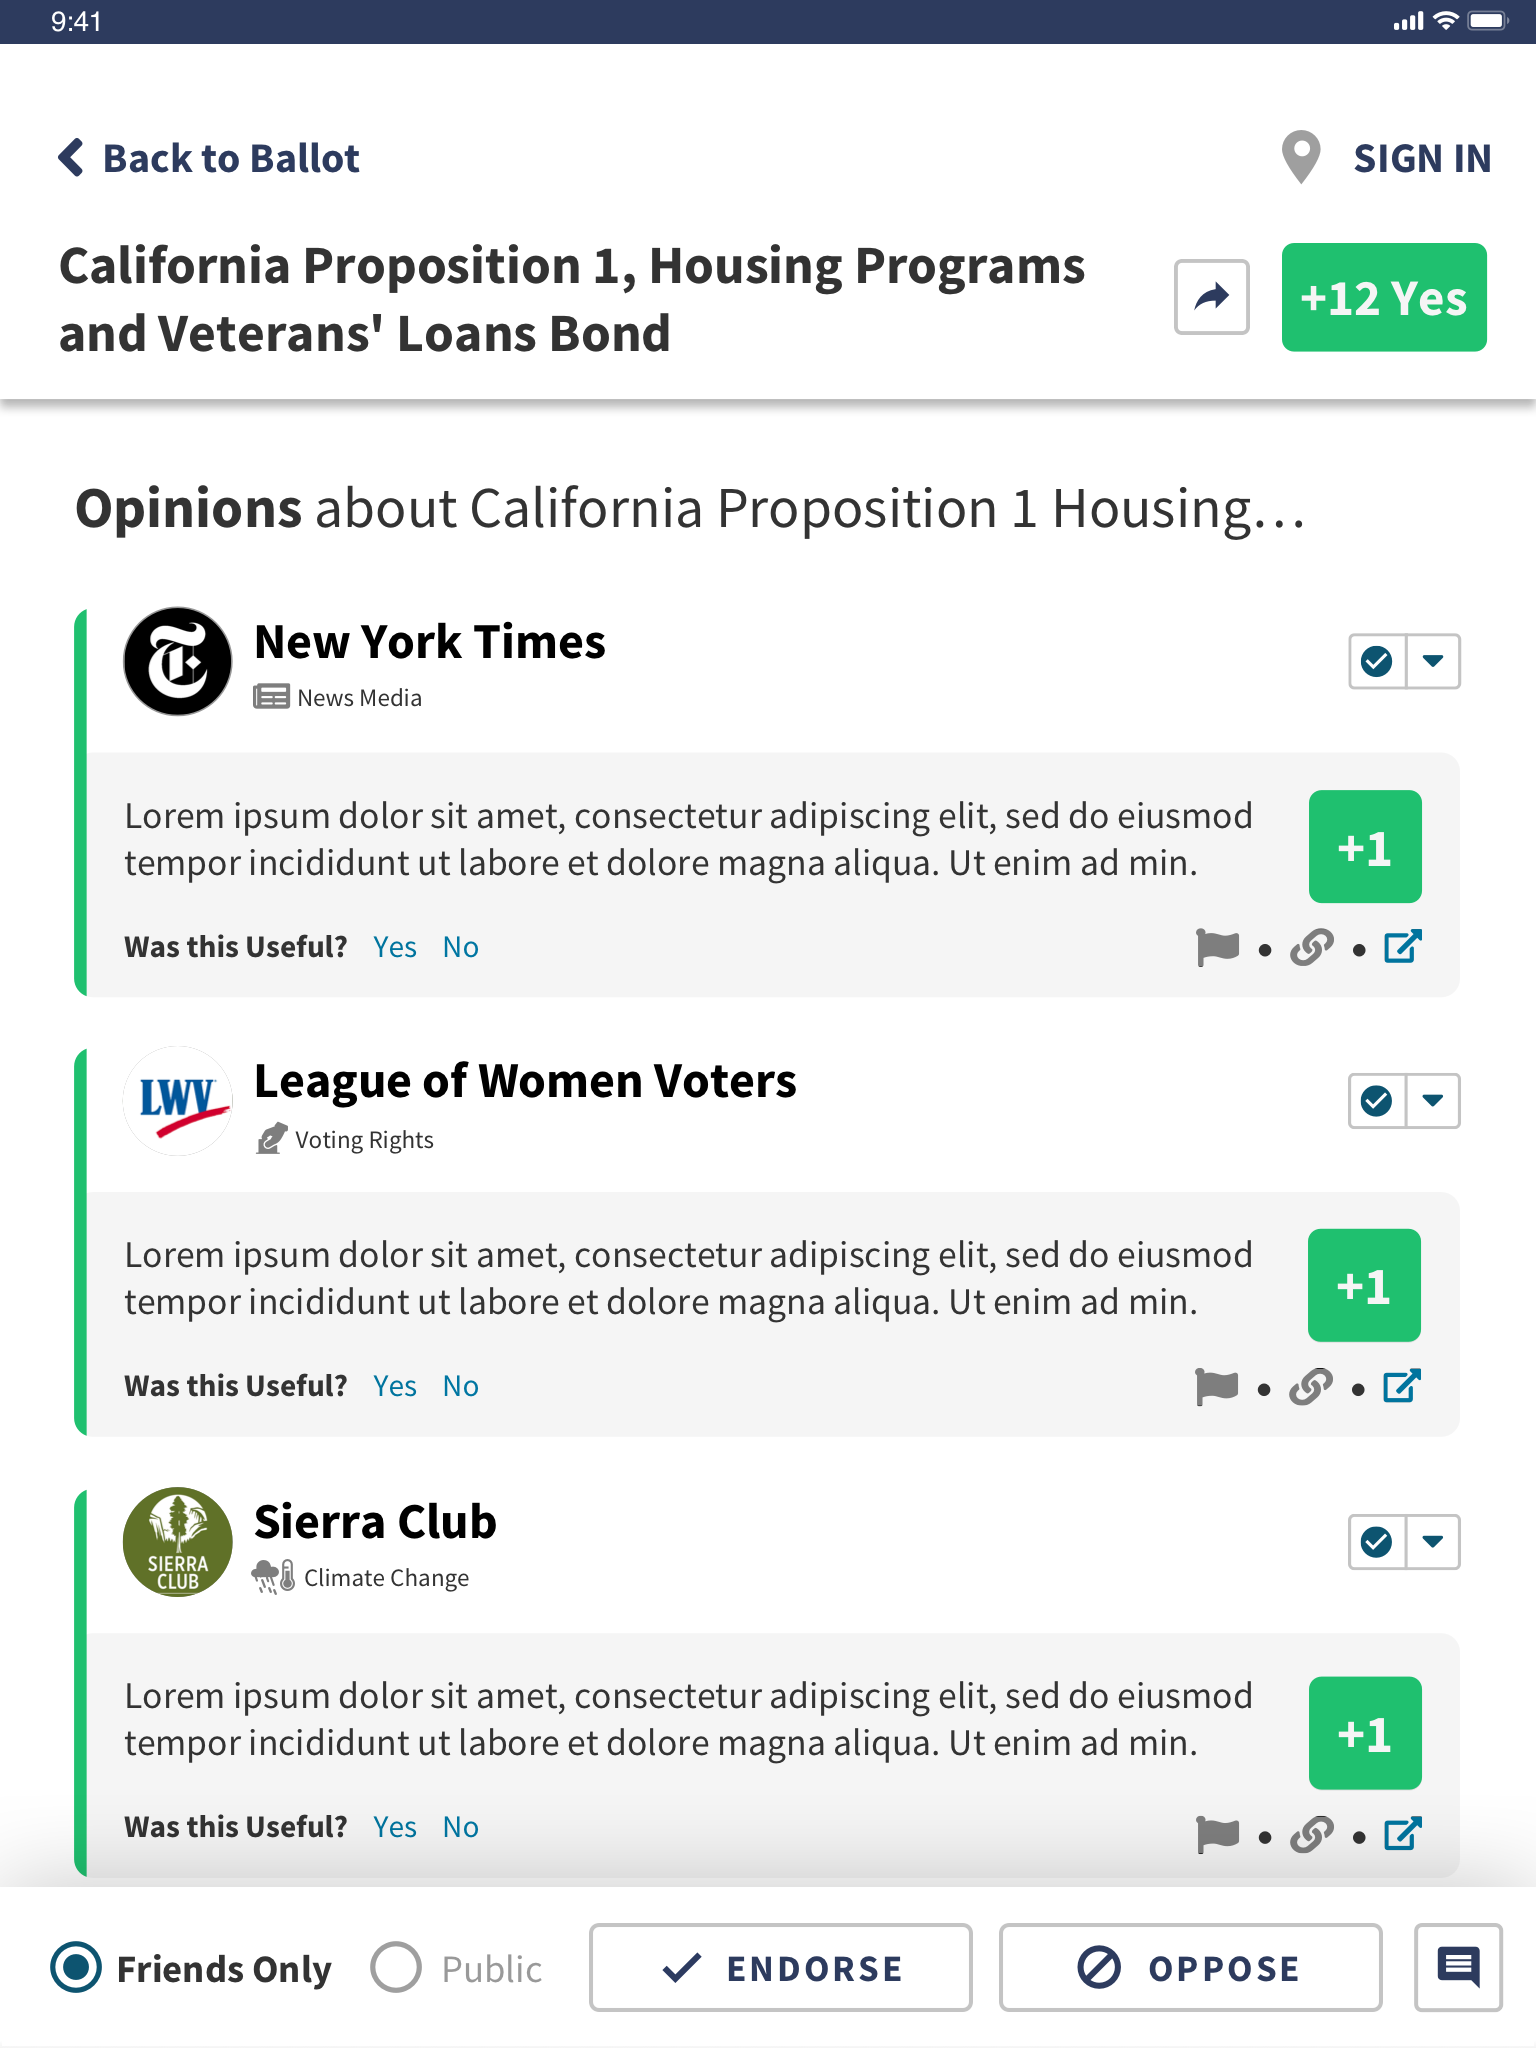 9:41
Back to Ballot
SIGN IN
California Proposition 1, Housing Programs
and Veterans' Loans Bond
+12 Yes
Opinions about California Proposition 1 Housing...
New York Times
News Media
Lorem ipsum dolor sit amet, consectetur adipiscing elit, sed do eiusmod
tempor incididunt ut labore et dolore magna aliqua. Ut enim ad min.
+1
Was this Useful? Yes No
LWV
League of Women Voters
Voting Rights
Lorem ipsum dolor sit amet, consectetur adipiscing elit, sed do eiusmod
tempor incididunt ut labore et dolore magna aliqua. Ut enim ad min.
+1
Was this Useful? Yes No
SIERRA
CLUB
Sierra Club
Climate Change
Lorem ipsum dolor sit amet, consectetur adipiscing elit, sed do eiusmod
tempor incididunt ut labore et dolore magna aliqua. Ut enim ad min.
+1
Was this Useful? Yes No
Friends Only
Public
ENDORSE
OPPOSE